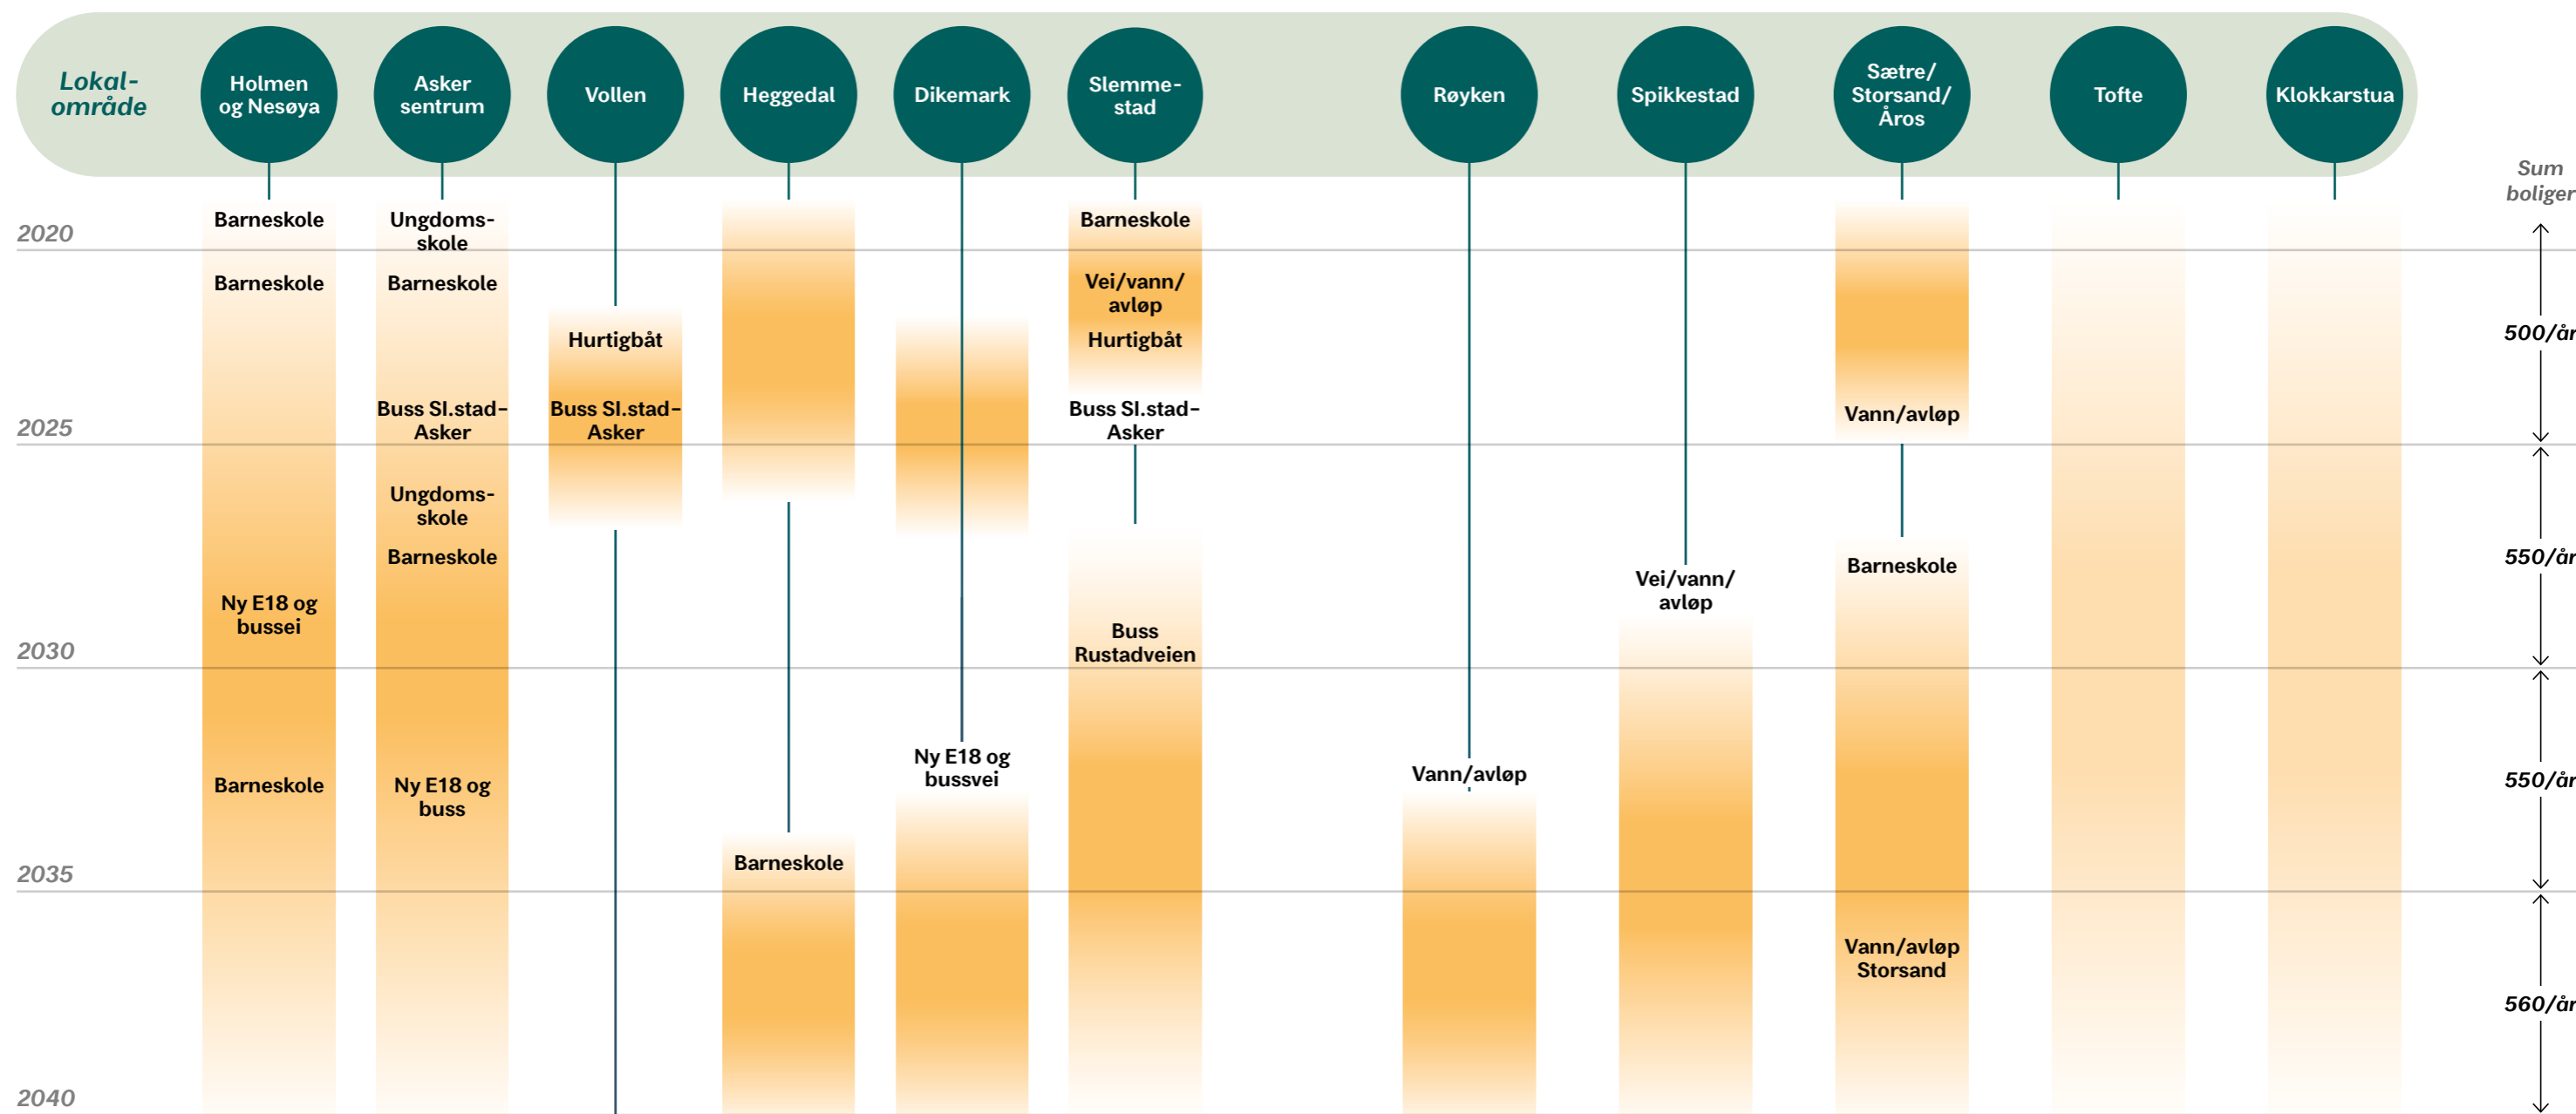 Lokal-
område
Holmen
og Nesøya
Asker
sentrum
Vollen
Heggedal
Dikemark
Slemme-
stad
Røyken
Spikkestad
Sætre/
Storsand/
Åros
Tofte
Klokkarstua
Sum
boliger
2020
Barneskole
Ungdoms-
skole
Barneskole
Barneskole
Barneskole
Vei/vann/
avløp
Hurtigbåt
Hurtigbåt
500/år
Buss SI.stad-
Asker
Buss SI.stad-
Asker
Buss SI.stad-
Asker
Vann/avløp
2025
Ungdoms-
skole
Barneskole
Barneskole
550/år
Ny E18 og
bussei
Vei/vann/
avløp
Buss
Rustadveien
2030
Ny E18 og
bussvei
Vann/avløp
Barneskole
Ny E18 og
buss
550/år
Barneskole
2035
Vann/avløp
Storsand
560/år
2040